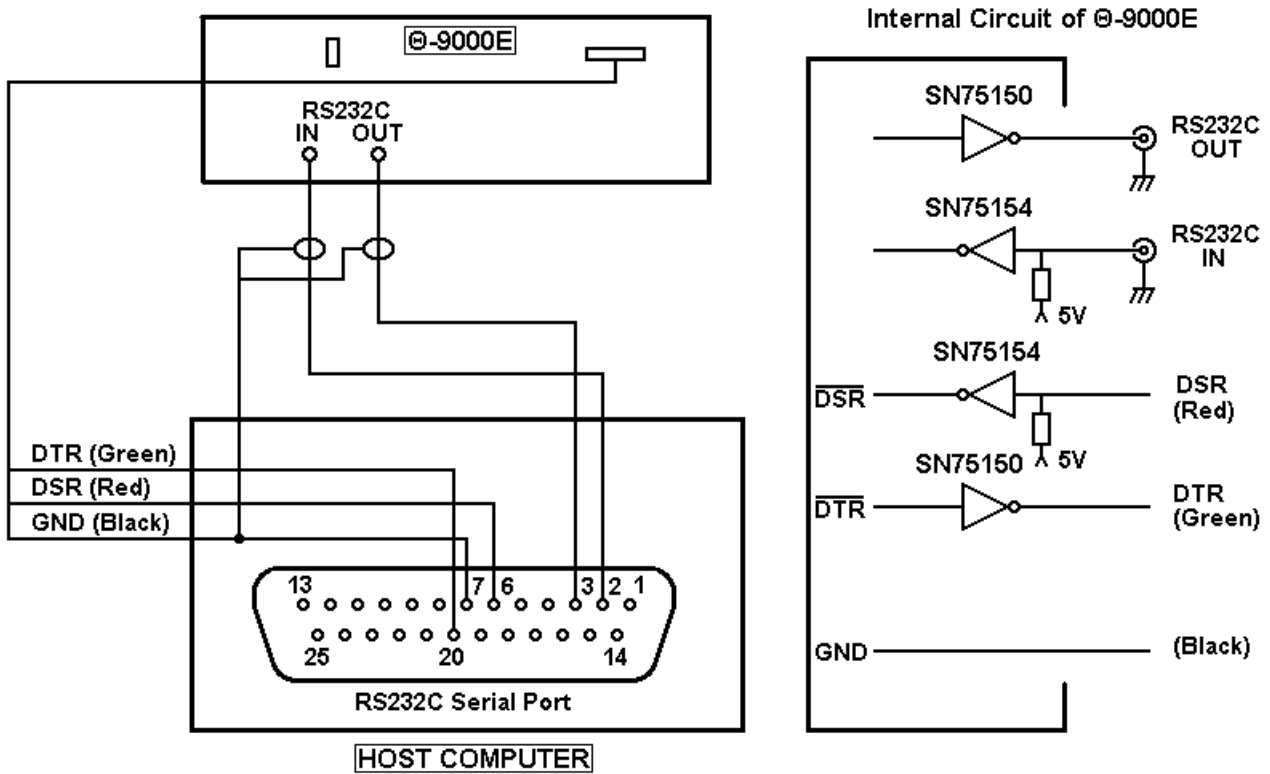 Θ-9000E
RS232C
IN OUT
DTR (Green)
DSR (Red)
GND (Black)
13 7 6 3 2 1
25 20 14
RS232C Serial Port
HOST COMPUTER
Internal Circuit of Θ-9000E
SN75150
RS232C
OUT
SN75154
RS232C
IN
5V
SN75154
DSR
DSR
(Red)
SN75150
5V
DTR
DTR
(Green)
GND
(Black)